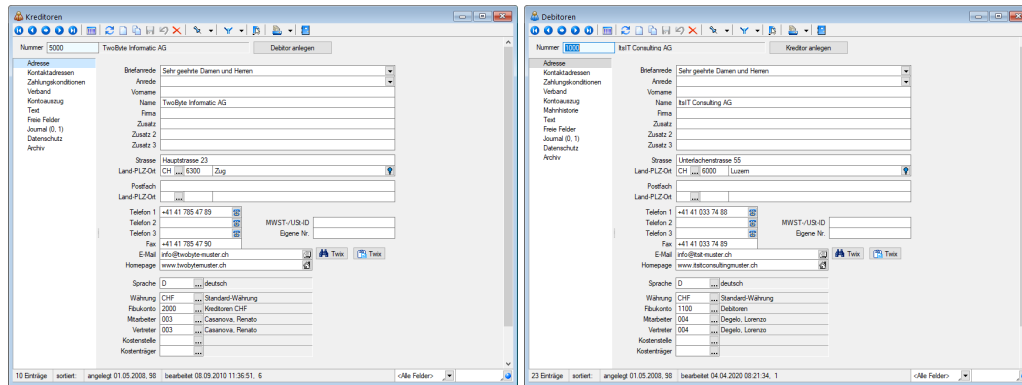 Kreditoren
Nummer 5000 TwoByte Informatic AG Debitor anlegen
Adresse
Kontaktadressen
Zahlungskonditionen
Verband
Kontoauszug
Text
Freie Felder
Journal (0, 1)
Datenschutz
Archiv
Briefanrede Sehr geehrte Damen und Herren
Anrede
Vorname
Name TwoByte Informatic AG
Firma
Zusatz
Zusatz 2
Zusatz 3
Strasse Hauptstrasse 23
Land-PLZ-Ort CH ... 6300 Zug
Postfach
Land-PLZ-Ort ...
Telefon 1 +41 41 785 47 89
Telefon 2 MWST-/USt-ID
Telefon 3 Eigene Nr.
Fax +41 41 785 47 90
E-Mail info@twobyte-muster.ch Twix Twix
Homepage www.twobytemuster.ch
Sprache D ... deutsch
Währung CHF ... Standard-Währung
Fibukonto 2000 ... Kreditoren CHF
Mitarbeiter 003 ... Casanova, Renato
Vertreter 003 ... Casanova, Renato
Kostenstelle ...
Kostenträger ...
10 Einträge sortiert: angelegt 01.05.2008, 98 bearbeitet 08.09.2010 11:36:51, 6 <Alle Felder>
Debitoren
Nummer 1000 ItsIT Consulting AG Kreditor anlegen
Adresse
Kontaktadressen
Zahlungskonditionen
Verband
Kontoauszug
Mahnhistorie
Text
Freie Felder
Journal (0, 1)
Datenschutz
Archiv
Briefanrede Sehr geehrte Damen und Herren
Anrede
Vorname
Name ItsIT Consulting AG
Firma
Zusatz
Zusatz 2
Zusatz 3
Strasse Unterlachenstrasse 55
Land-PLZ-Ort CH ... 6000 Luzern
Postfach
Land-PLZ-Ort ...
Telefon 1 +41 41 033 74 88
Telefon 2 MWST-/USt-ID
Telefon 3 Eigene Nr.
Fax +41 41 033 74 89
E-Mail info@itsit-muster.ch Twix Twix
Homepage www.itsitconsultingmuster.ch
Sprache D ... deutsch
Währung CHF ... Standard-Währung
Fibukonto 1100 ... Debitoren
Mitarbeiter 004 ... Degelo, Lorenzo
Vertreter 004 ... Degelo, Lorenzo
Kostenstelle ...
Kostenträger ...
23 Einträge sortiert: angelegt 01.05.2008, 98 bearbeitet 04.04.2020 08:21:34, 1 <Alle Felder>